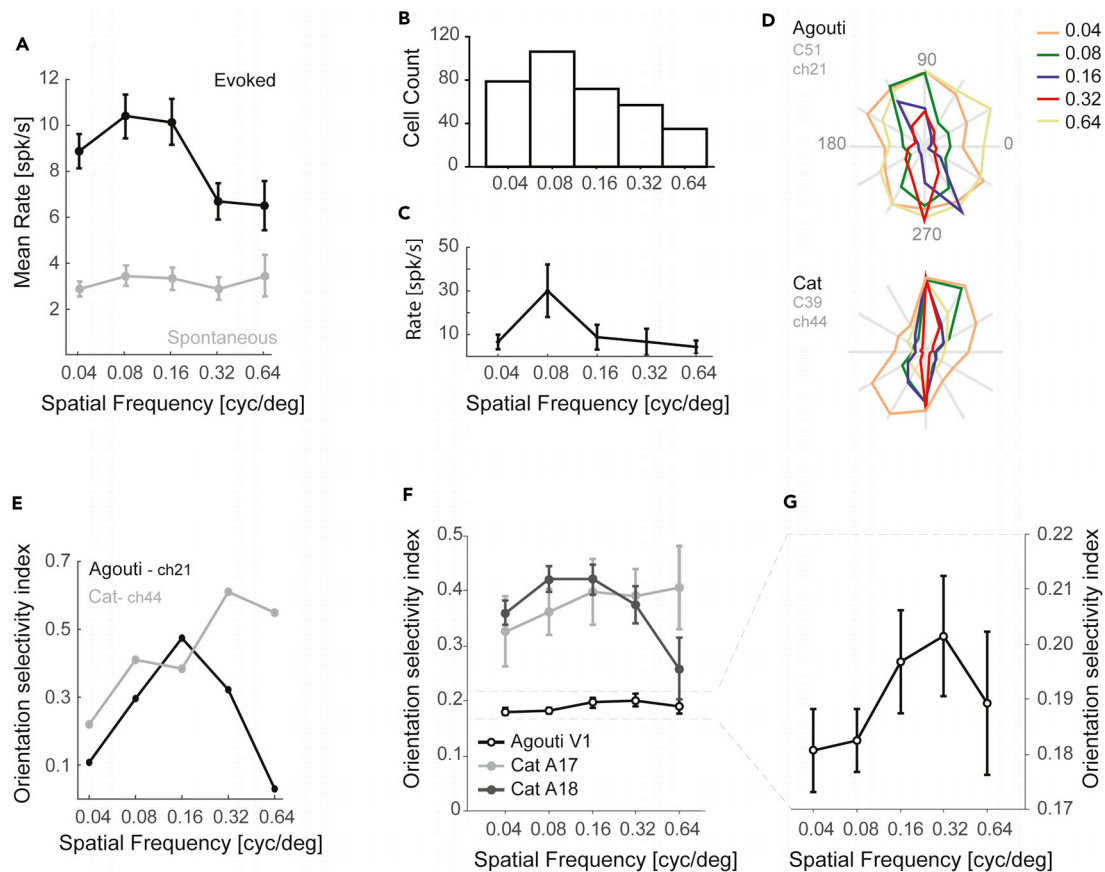 A
Mean Rate [spk/s]
12
10
8
6
4
2
Evoked
Spontaneous
0.04 0.08 0.16 0.32 0.64
Spatial Frequency [cyc/deg]
B
Cell Count
120
80
40
0
0.04 0.08 0.16 0.32 0.64
C
Rate [spk/s]
50
30
10
0.04 0.08 0.16 0.32 0.64
Spatial Frequency [cyc/deg]
D
Agouti
C51
ch21
90
180
0
270
0.04
0.08
0.16
0.32
0.64
Cat
C39
ch44
E
Orientation selectivity index
0.7
0.5
0.3
0.1
Agouti - ch21
Cat- ch44
0.04 0.08 0.16 0.32 0.64
Spatial Frequency [cyc/deg]
F
Orientation selectivity index
0.5
0.4
0.3
0.2
0.1
0
Agouti V1
Cat A17
Cat A18
0.04 0.08 0.16 0.32 0.64
Spatial Frequency [cyc/deg]
G
0.22
0.21
0.20
0.19
0.18
0.17
Orientation selectivity index
0.04 0.08 0.16 0.32 0.64
Spatial Frequency [cyc/deg]